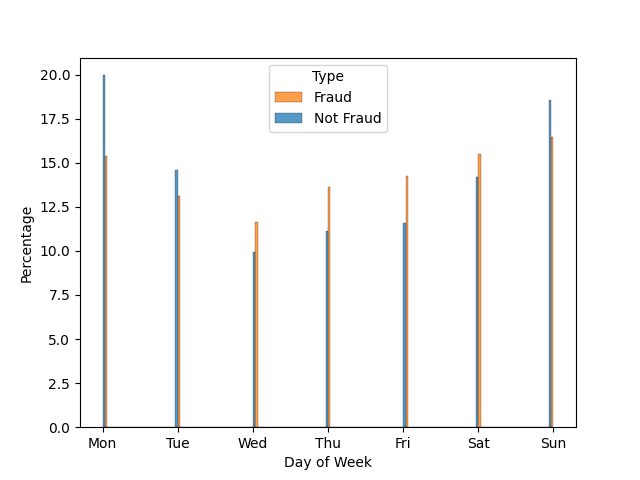 20.0
17.5
15.0
12.5
10.0
7.5
5.0
2.5
0.0
Percentage
Type
Fraud
Not Fraud
Mon Tue Wed Thu Fri Sat Sun
Day of Week